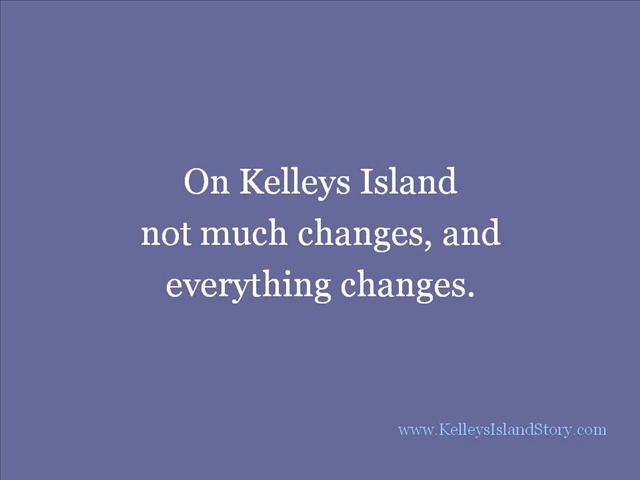 On Kelleys Island
not much changes, and
everything changes.
www.KelleysIslandStory.com